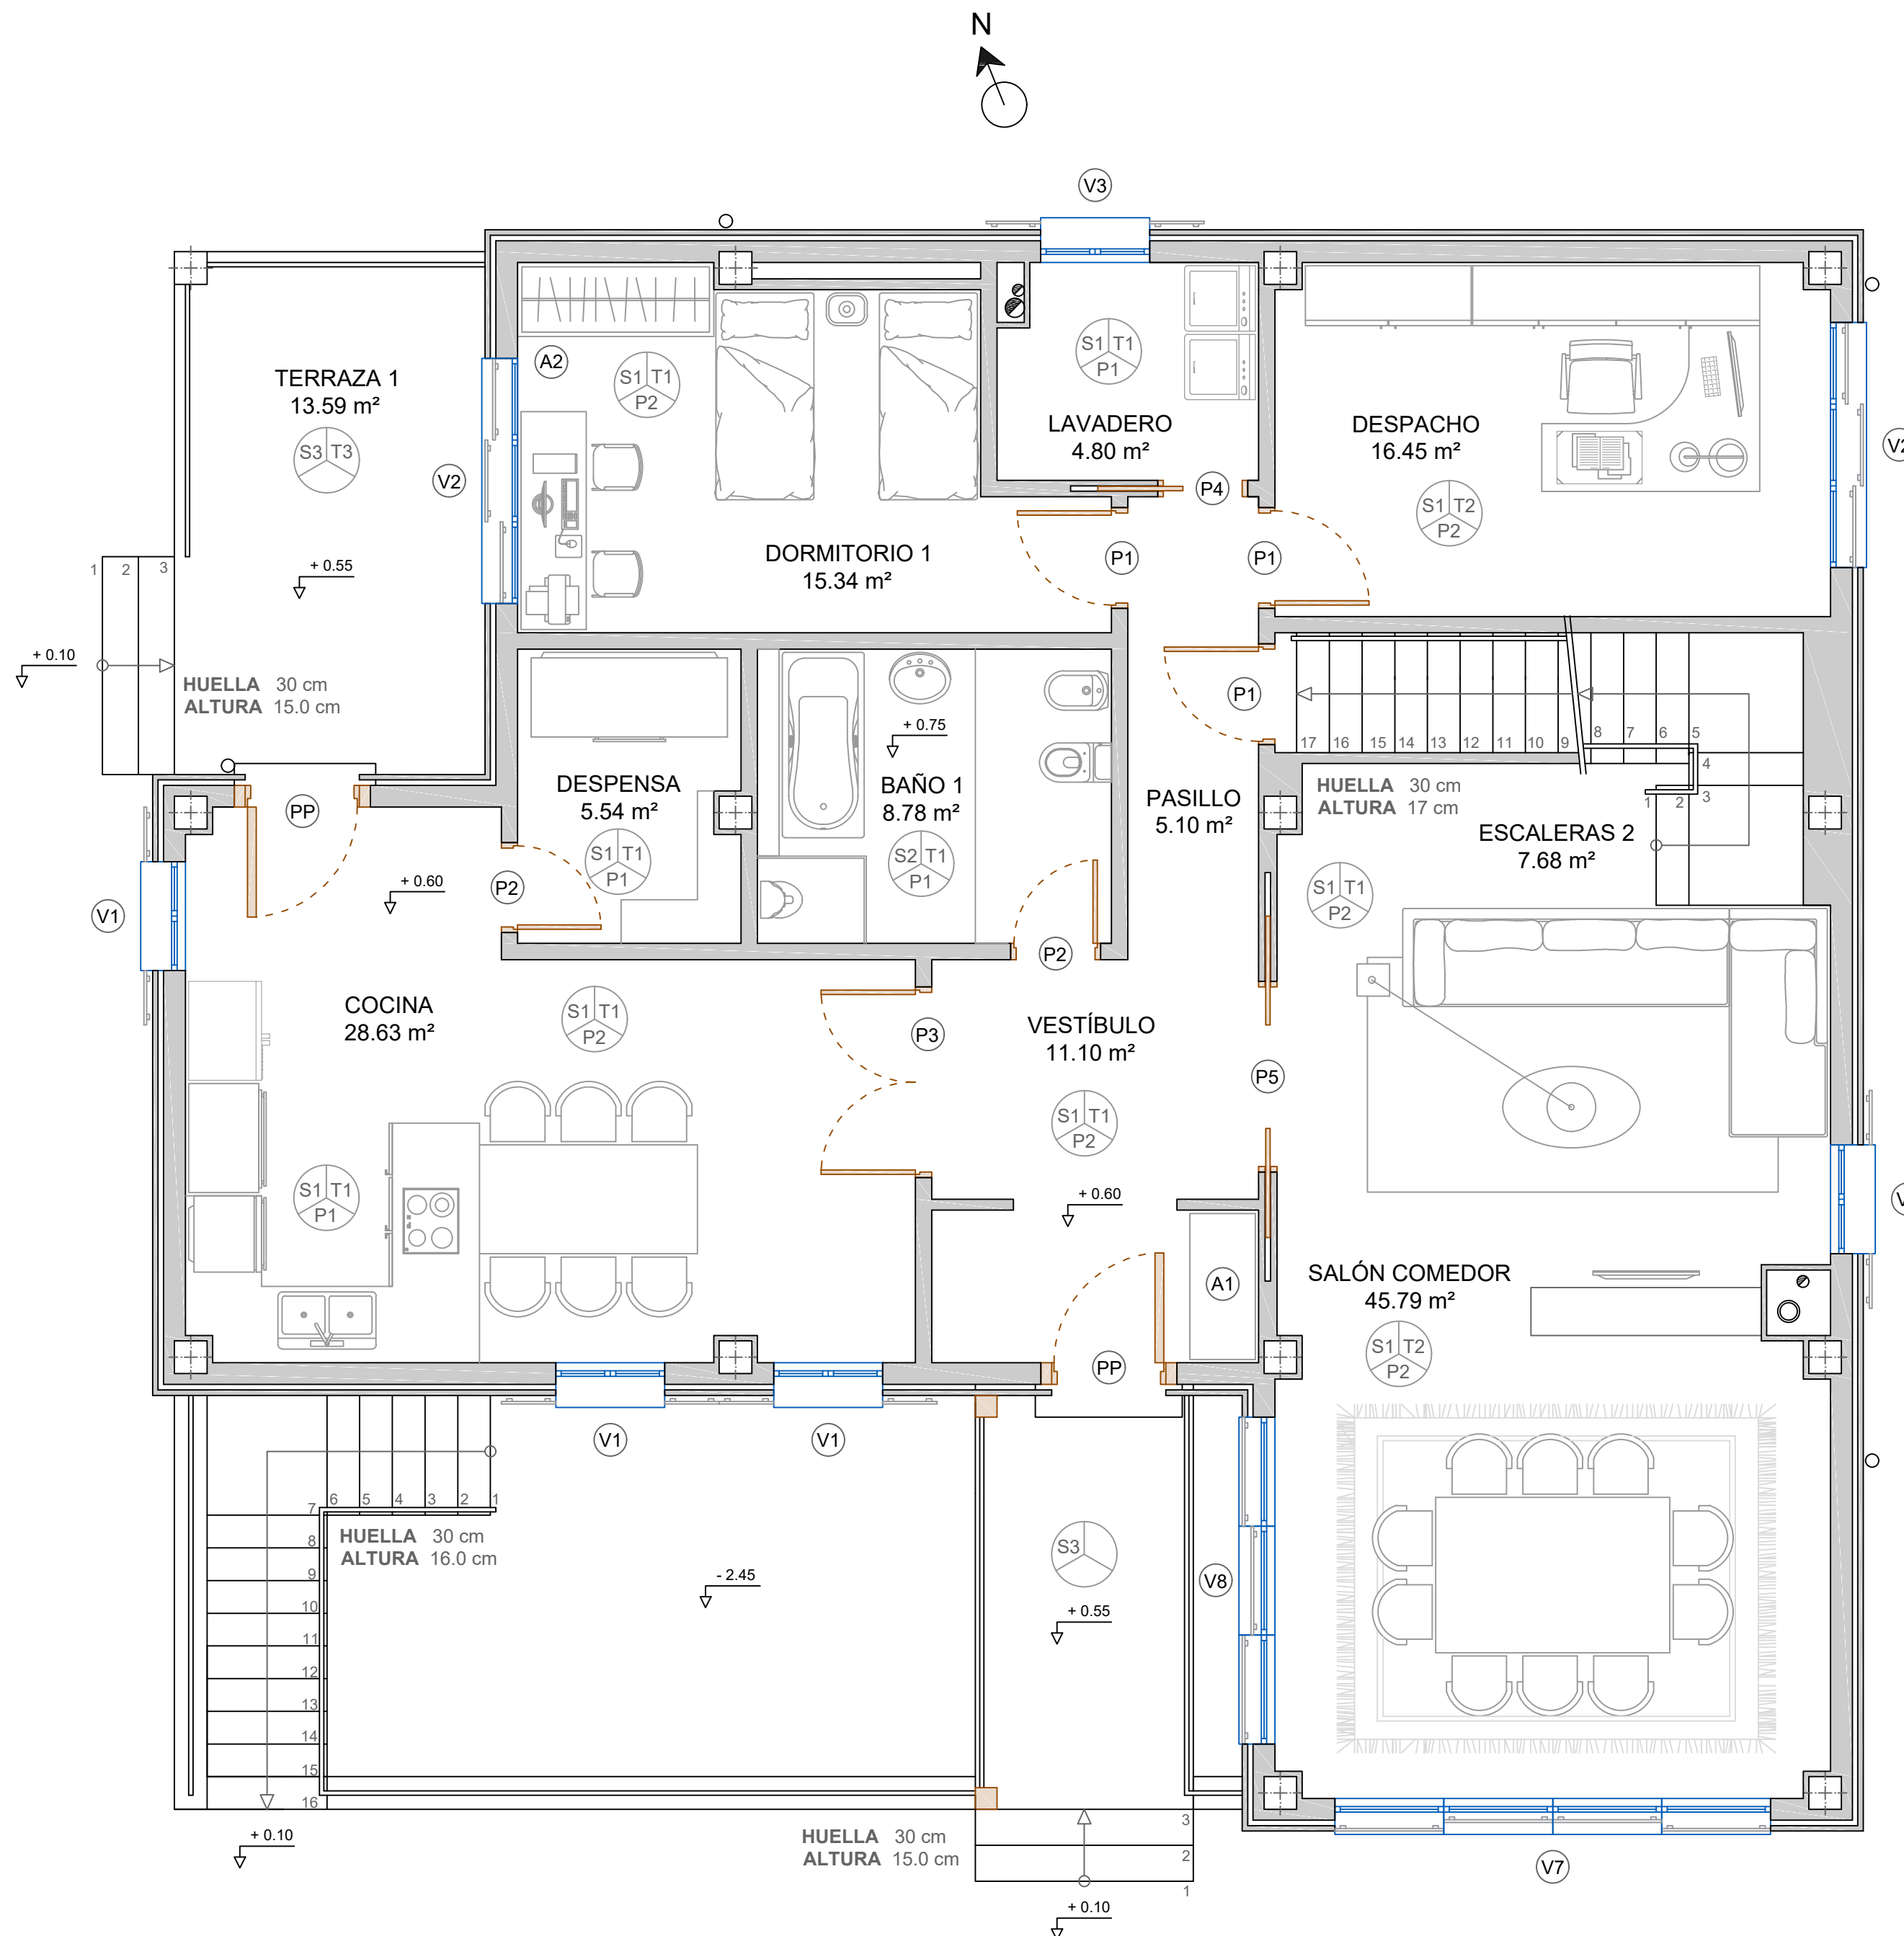 N
V3
TERRAZA 1
13.59 m²
S3 T3
A2
S1 T1
P2
V2
DORMITORIO 1
15.34 m²
S1 T1
P1
LAVADERO
4.80 m²
P4
DESPACHO
16.45 m²
S1 T2
P2
P1
P1
P1
1 2 3
+ 0.55
+ 0.10
HUELLA 30 cm
ALTURA 15.0 cm
PP
V1
+ 0.60
P2
DESPENSA
5.54 m²
S1 T1
P1
+ 0.75
BAÑO 1
8.78 m²
S2 T1
P1
P2
PASILLO
5.10 m²
17 16 15 14 13 12 11 10 9 8 7 6 5
4
3
2
1
HUELLA 30 cm
ALTURA 17 cm
ESCALERAS 2
7.68 m²
S1 T1
P2
COCINA
28.63 m²
S1 T1
P2
P3
S1 T1
P1
VESTÍBULO
11.10 m²
S1 T1
P2
P5
+ 0.60
A1
PP
SALÓN COMEDOR
45.79 m²
S1 T2
P2
V1
V1
6 5 4 3 2 1
7
8
9
10
11
12
13
14
15
16
HUELLA 30 cm
ALTURA 16.0 cm
- 2.45
S3
+ 0.55
V8
+ 0.10
HUELLA 30 cm
ALTURA 15.0 cm
3
2
1
+ 0.10
V7